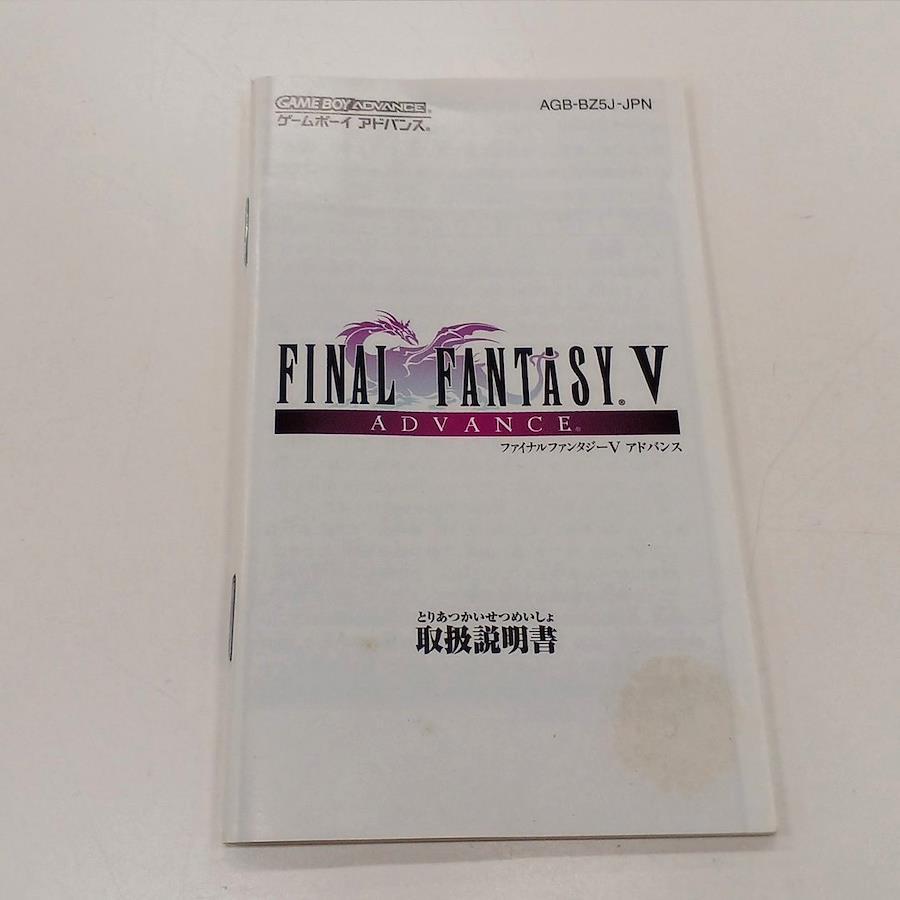 GAME BOY ADVANCE®
AGB-BZ5J-JPN
ゲームボーイ アドバンス®
FINAL FANTASY® V
ADVANCE®
ファイナルファンタジーV アドバンス
とりあつかいせつめいしょ
取扱説明書